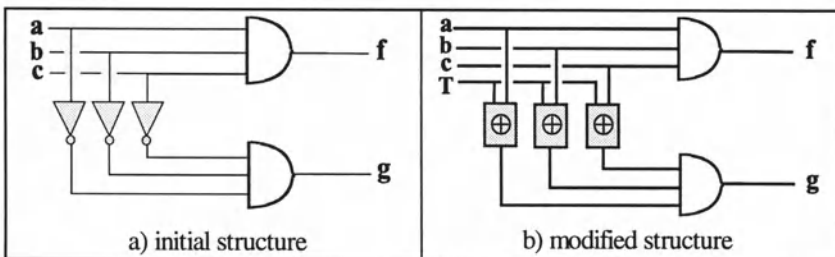 a
b
c
f
g
a) initial structure
a
b
c
T
⊕ ⊕ ⊕
f
g
b) modified structure